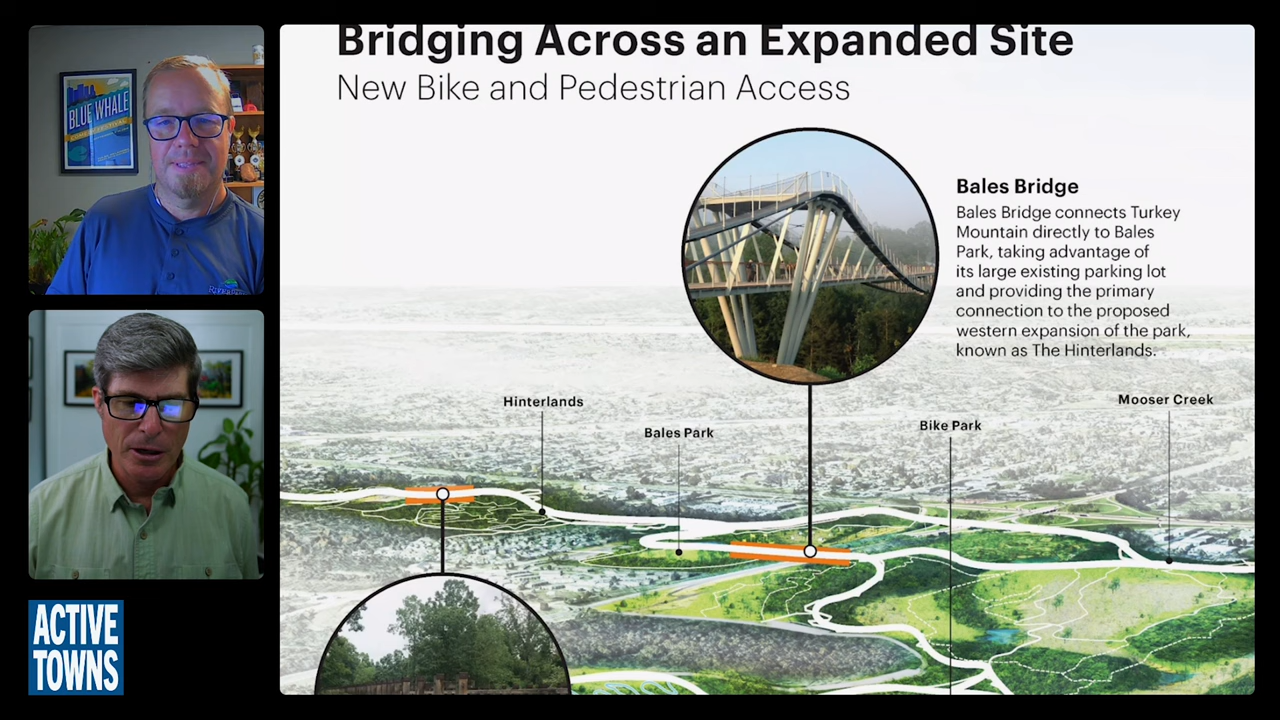 Bridging Across an Expanded Site
New Bike and Pedestrian Access
BLUE WHALE
Bales Bridge
Bales Bridge connects Turkey
Mountain directly to Bales
Park, taking advantage of
its large existing parking lot
and providing the primary
connection to the proposed
western expansion of the park,
known as The Hinterlands.
Hinterlands
Bales Park
Bike Park
Mooser Creek
ACTIVE
TOWNS